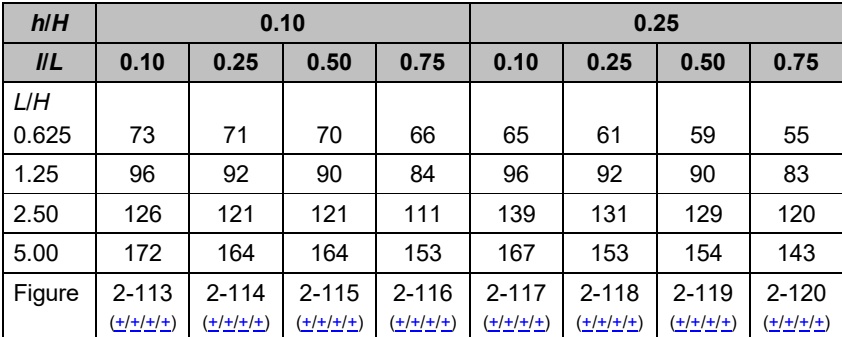 h/H 0.10 0.25
l/L 0.10 0.25 0.50 0.75 0.10 0.25 0.50 0.75
L/H
0.625 73 71 70 66 65 61 59 55
1.25 96 92 90 84 96 92 90 83
2.50 126 121 121 111 139 131 129 120
5.00 172 164 164 153 167 153 154 143
Figure 2-113 2-114 2-115 2-116 2-117 2-118 2-119 2-120
(+/+/+/+) (+/+/+/+) (+/+/+/+) (+/+/+/+) (+/+/+/+) (+/+/+/+) (+/+/+/+) (+/+/+/+)